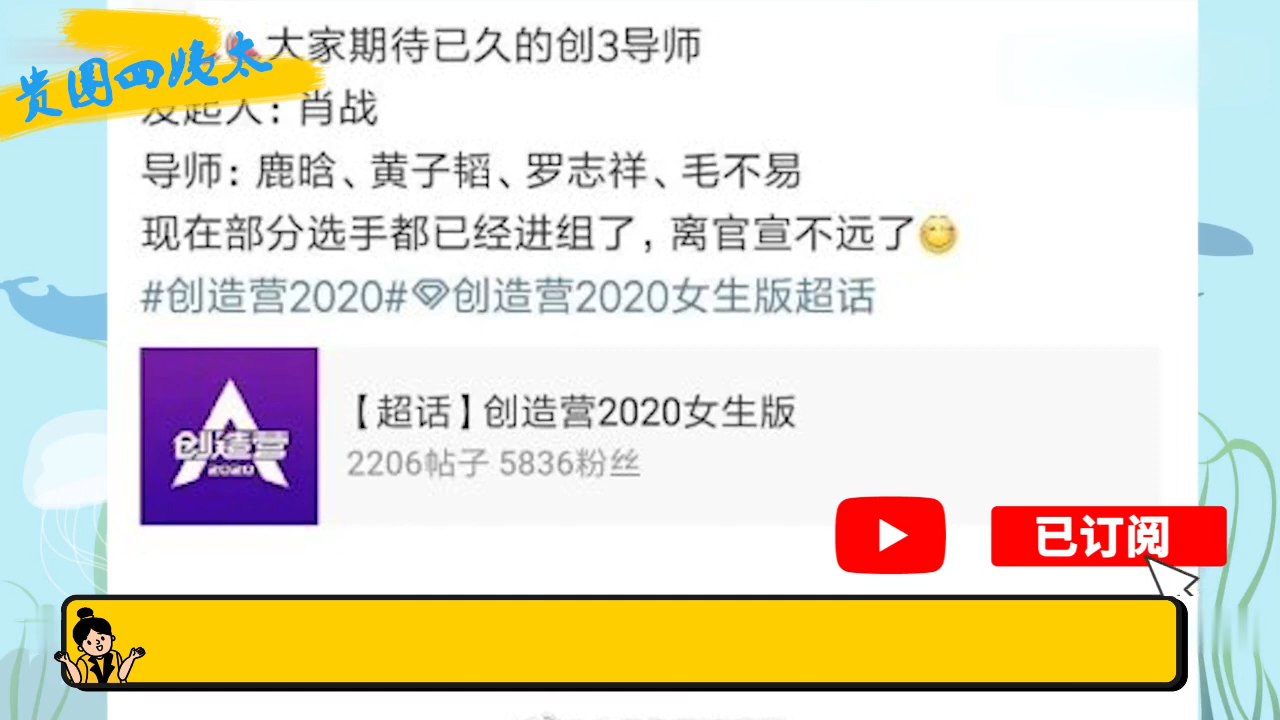 贵圈四姨太
大家期待已久的创3导师
发起人：肖战
导师：鹿晗、黄子韬、罗志祥、毛不易
现在部分选手都已经进组了，离官宣不远了
#创造营2020#创造营2020女生版超话
【超话】创造营2020女生版
2206帖子 5836粉丝
创造营
2020
已订阅